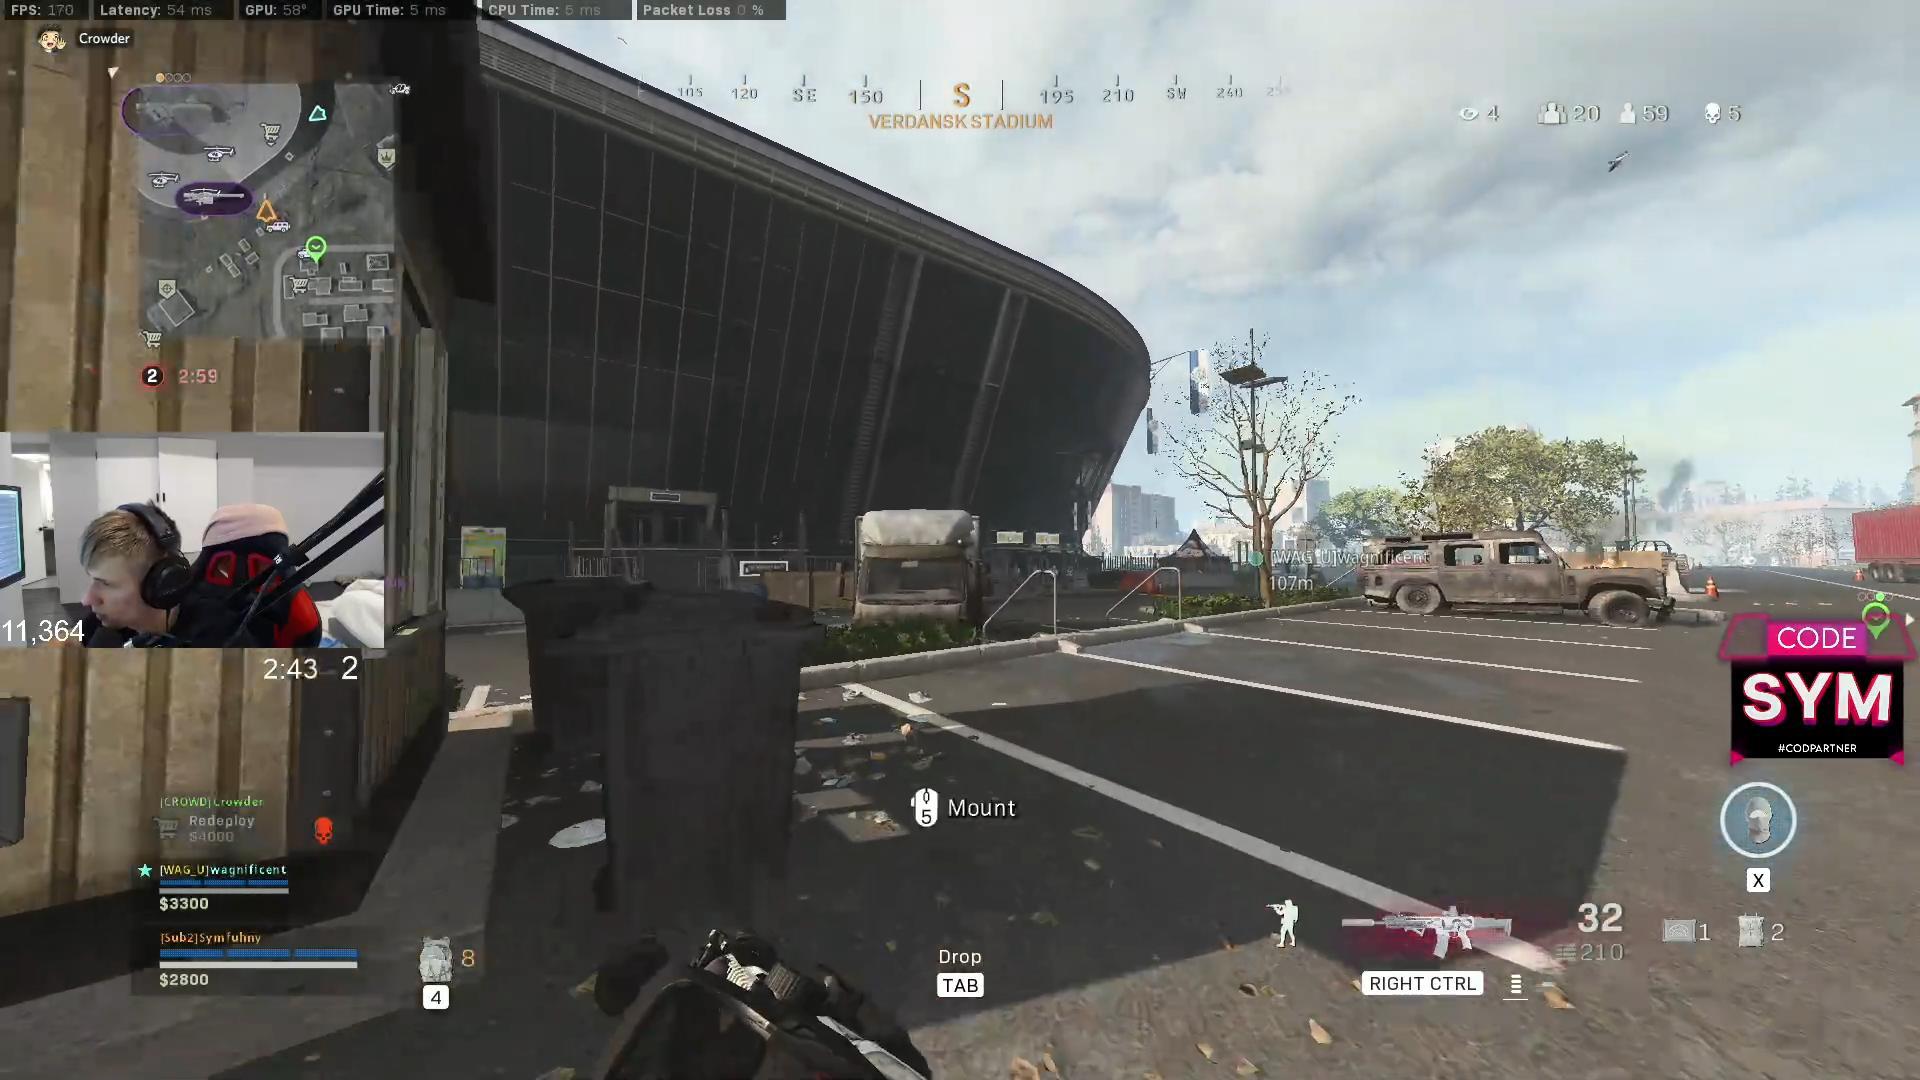 FPS: 170 Latency: 54 ms GPU: 58° GPU Time: 5 ms CPU Time: 6 ms Packet Loss 0 %
Crowder
105 120 SE 150 S 195 210 SW 240
VERDANSK STADIUM
4 20 59 5
2 2:59
[WAG_U]wagnificent
107m
11,364
2:43 2
CODE
SYM
#CODPARTNER
[CROWD]Crowder
Redeploy
$4000
[WAG_U]wagnificent
$3300
[Sub2]Symfuhny
$2800
8
4
5 Mount
Drop
TAB
X
32
210
RIGHT CTRL
1 2